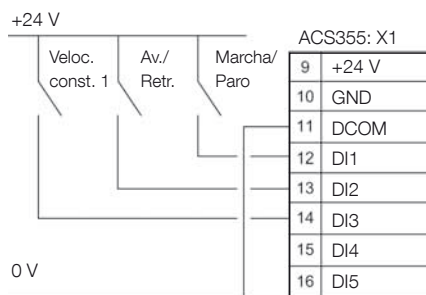 +24 V
Veloc.
const. 1
Av./
Retr.
Marcha/
Paro
ACS355: X1
9 +24 V
10 GND
11 DCOM
12 DI1
13 DI2
14 DI3
15 DI4
16 DI5
0 V